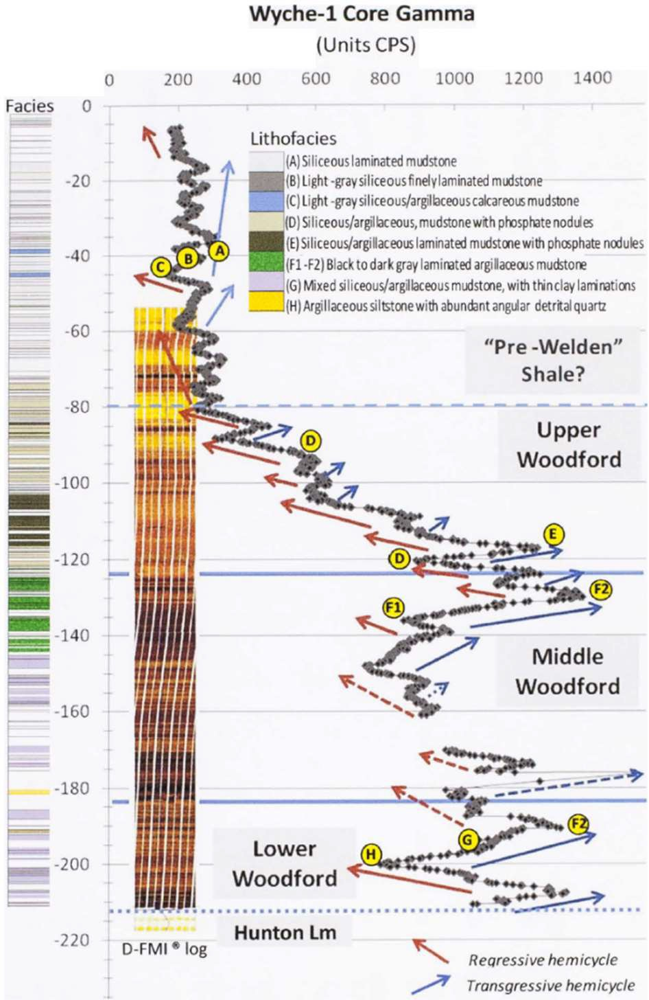 Wyche-1 Core Gamma
(Units CPS)
0 200 400 600 800 1000 1200 1400
Facies
0
Lithofacies
(A) Siliceous laminated mudstone
(B) Light -gray siliceous finely laminated mudstone
(C) Light -gray siliceous/argillaceous calcareous mudstone
(D) Siliceous/argillaceous, mudstone with phosphate nodules
(E) Siliceous/argillaceous laminated mudstone with phosphate nodules
(F1 -F2) Black to dark gray laminated argillaceous mudstone
(G) Mixed siliceous/argillaceous mudstone, with thin clay laminations
(H) Argillaceous siltstone with abundant angular detrital quartz
-20
-40
C B A
-60
"Pre -Welden"
Shale?
-80
Upper
Woodford
D
-100
E
-120
D
F2
F1
-140
Middle
Woodford
-160
-180
F2
G
H
-200
Lower
Woodford
-220
Hunton Lm
D-FMI ® log
Regressive hemicycle
Transgressive hemicycle